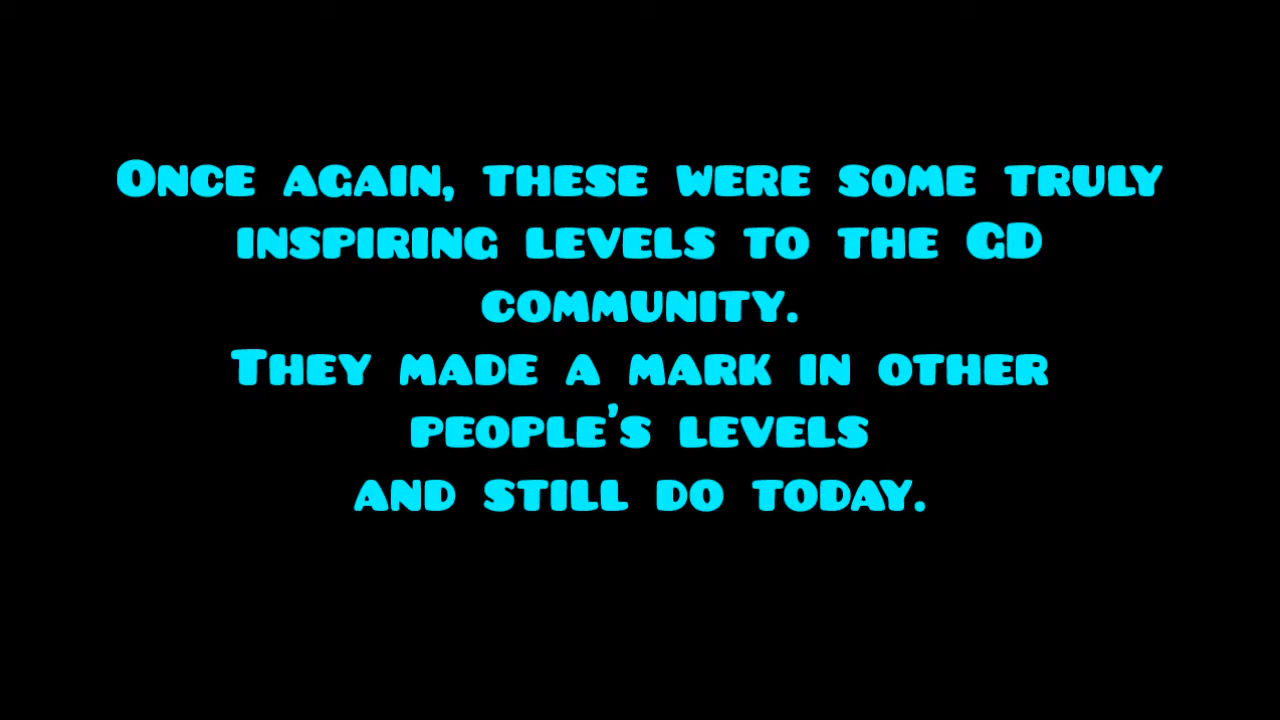 Once again, these were some truly
inspiring levels to the GD
community.
They made a mark in other
people's levels
and still do today.